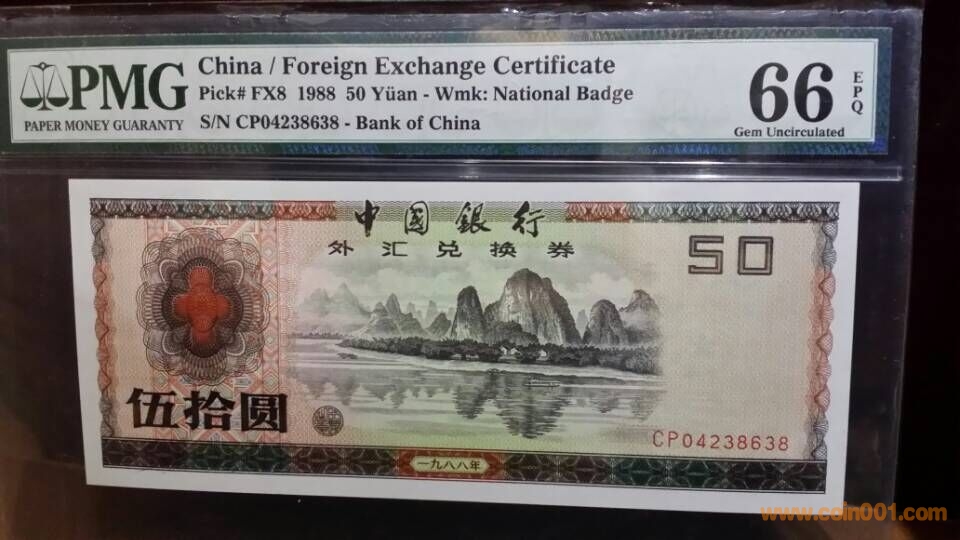 PMG
PAPER MONEY GUARANTY
China / Foreign Exchange Certificate
Pick# FX8 1988 50 Yüan - Wmk: National Badge
S/N CP04238638 - Bank of China
66 EPQ
Gem Uncirculated
中國銀行
外汇兑换券
50
伍拾圆
CP04238638
一九八八年
www.coin001.com